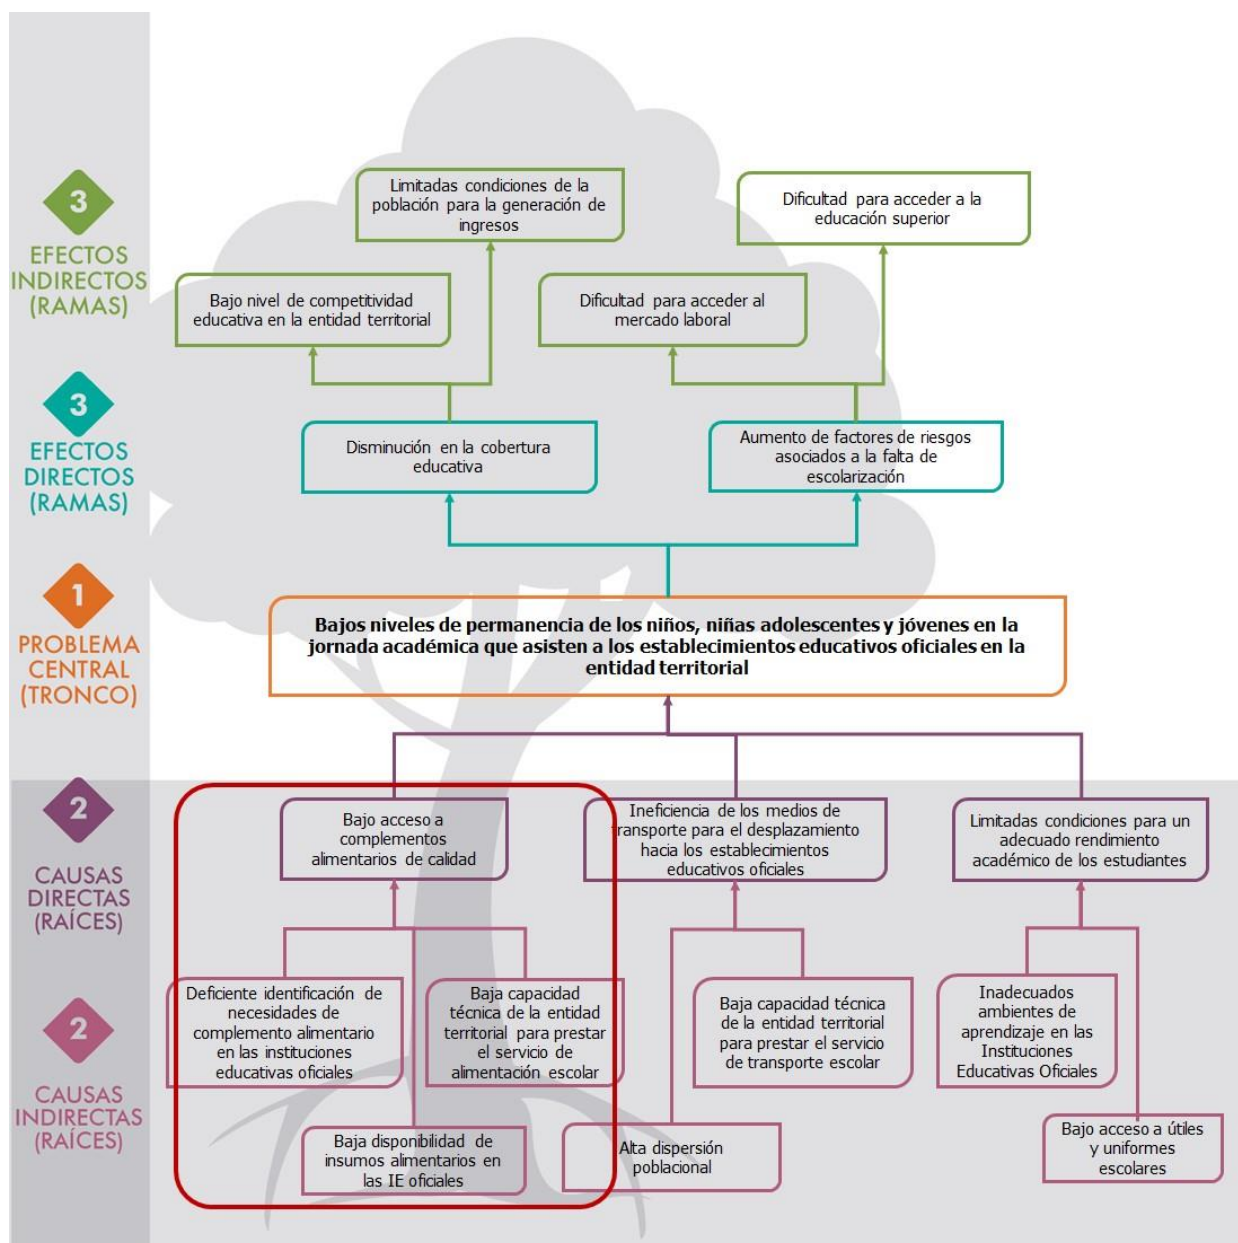 3
EFECTOS
INDIRECTOS
(RAMAS)
Limitadas condiciones de la
población para la generación de
ingresos
Dificultad para acceder a la
educación superior
Bajo nivel de competitividad
educativa en la entidad territorial
Dificultad para acceder al
mercado laboral
3
EFECTOS
DIRECTOS
(RAMAS)
Disminución en la cobertura
educativa
Aumento de factores de riesgos
asociados a la falta de
escolarización
1
PROBLEMA
CENTRAL
(TRONCO)
Bajos niveles de permanencia de los niños, niñas adolescentes y jóvenes en la
jornada académica que asisten a los establecimientos educativos oficiales en la
entidad territorial
2
CAUSAS
DIRECTAS
(RAÍCES)
Bajo acceso a
complementos
alimentarios de calidad
Ineficiencia de los medios de
transporte para el desplazamiento
hacia los establecimientos
educativos oficiales
Limitadas condiciones para un
adecuado rendimiento
académico de los estudiantes
2
CAUSAS
INDIRECTAS
(RAÍCES)
Deficiente identificación de
necesidades de
complemento alimentario
en las instituciones
educativas oficiales
Baja capacidad
técnica de la entidad
territorial para prestar
el servicio de
alimentación escolar
Baja capacidad técnica
de la entidad territorial
para prestar el servicio
de transporte escolar
Inadecuados
ambientes de
aprendizaje en las
Instituciones
Educativas Oficiales
Baja disponibilidad de
insumos alimentarios en
las IE oficiales
Alta dispersión
poblacional
Bajo acceso a útiles
y uniformes
escolares